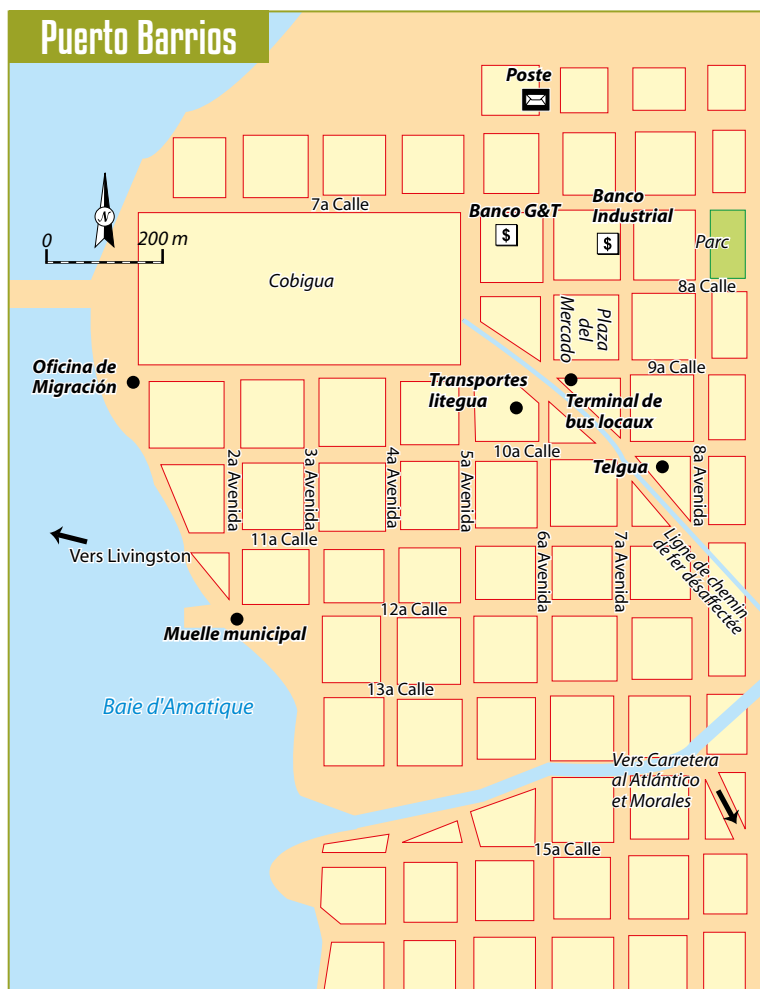 Puerto Barrios
Poste
7a Calle
Banco G&T
$
Banco
Industrial
$
Parc
N
0 200 m
Cobigua
8a Calle
Plaza
del
Mercado
9a Calle
Oficina de
Migración
Transportes
litegua
Terminal de
bus locaux
10a Calle
Telgua
2a Avenida
3a Avenida
4a Avenida
5a Avenida
8a Avenida
11a Calle
Vers Livingston
6a Avenida
7a Avenida
Ligne de chemin
de fer désaffectée
12a Calle
Muelle municipal
13a Calle
Baie d'Amatique
Vers Carretera
al Atlántico
et Morales
15a Calle